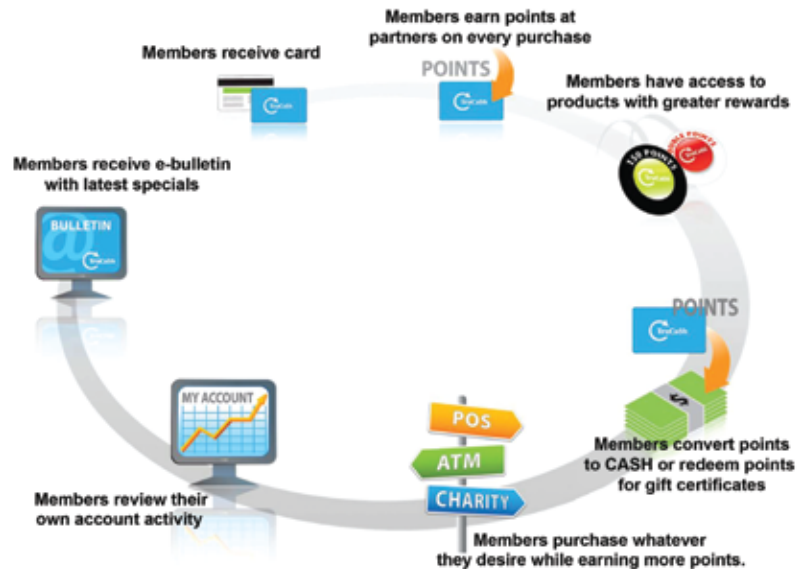 Members earn points at
partners on every purchase
Members receive card
POINTS
Members have access to
products with greater rewards
150 POINTS
Members receive e-bulletin
with latest specials
BULLETIN
@
POINTS
MY ACCOUNT
$
POS
ATM
CHARITY
Members convert points
to CASH or redeem points
for gift certificates
Members review their
own account activity
Members purchase whatever
they desire while earning more points.